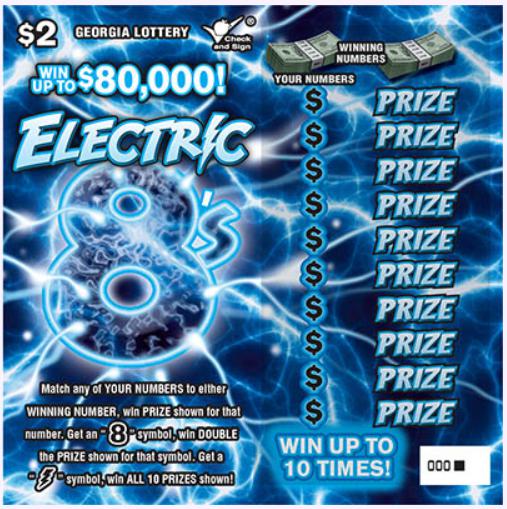 $2 GEORGIA LOTTERY ®
Check
and Sign
WIN
UP TO $80,000!
ELECTRIC
8's
Match any of YOUR NUMBERS to either
WINNING NUMBER, win PRIZE shown for that
number. Get an "8" symbol, win DOUBLE
the PRIZE shown for that symbol. Get a
" " symbol, win ALL 10 PRIZES shown!
WINNING
NUMBERS
YOUR NUMBERS
$ PRIZE
$ PRIZE
$ PRIZE
$ PRIZE
$ PRIZE
$ PRIZE
$ PRIZE
$ PRIZE
$ PRIZE
$ PRIZE
WIN UP TO
10 TIMES!
000